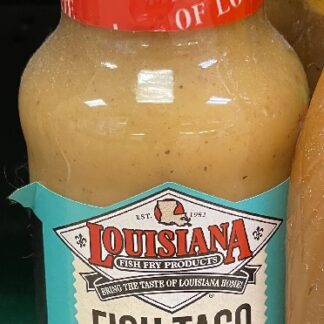 OF LO
EST. 1982
LOUISIANA
FISH FRY PRODUCTS
BRING THE TASTE OF LOUISIANA HOME!
FISH TACO